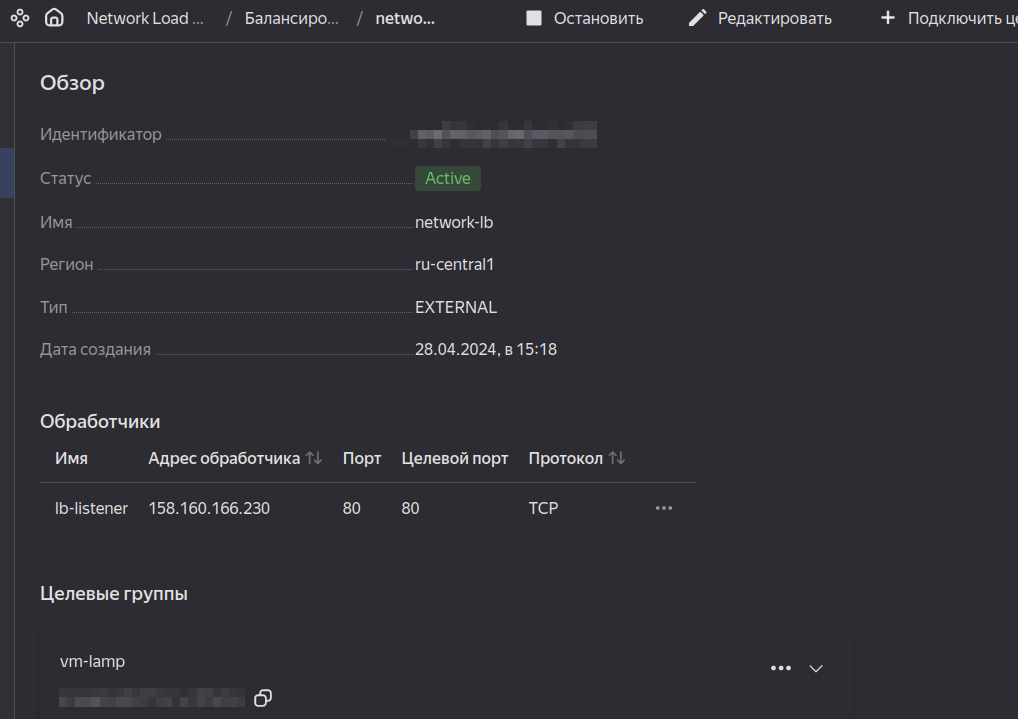 Network Load ... / Балансиро... / netwo... Остановить Редактировать + Подключить це
Обзор
Идентификатор
Статус Active
Имя network-lb
Регион ru-central1
Тип EXTERNAL
Дата создания 28.04.2024, в 15:18
Обработчики
Имя Адрес обработчика Порт Целевой порт Протокол
lb-listener 158.160.166.230 80 80 TCP
Целевые группы
vm-lamp